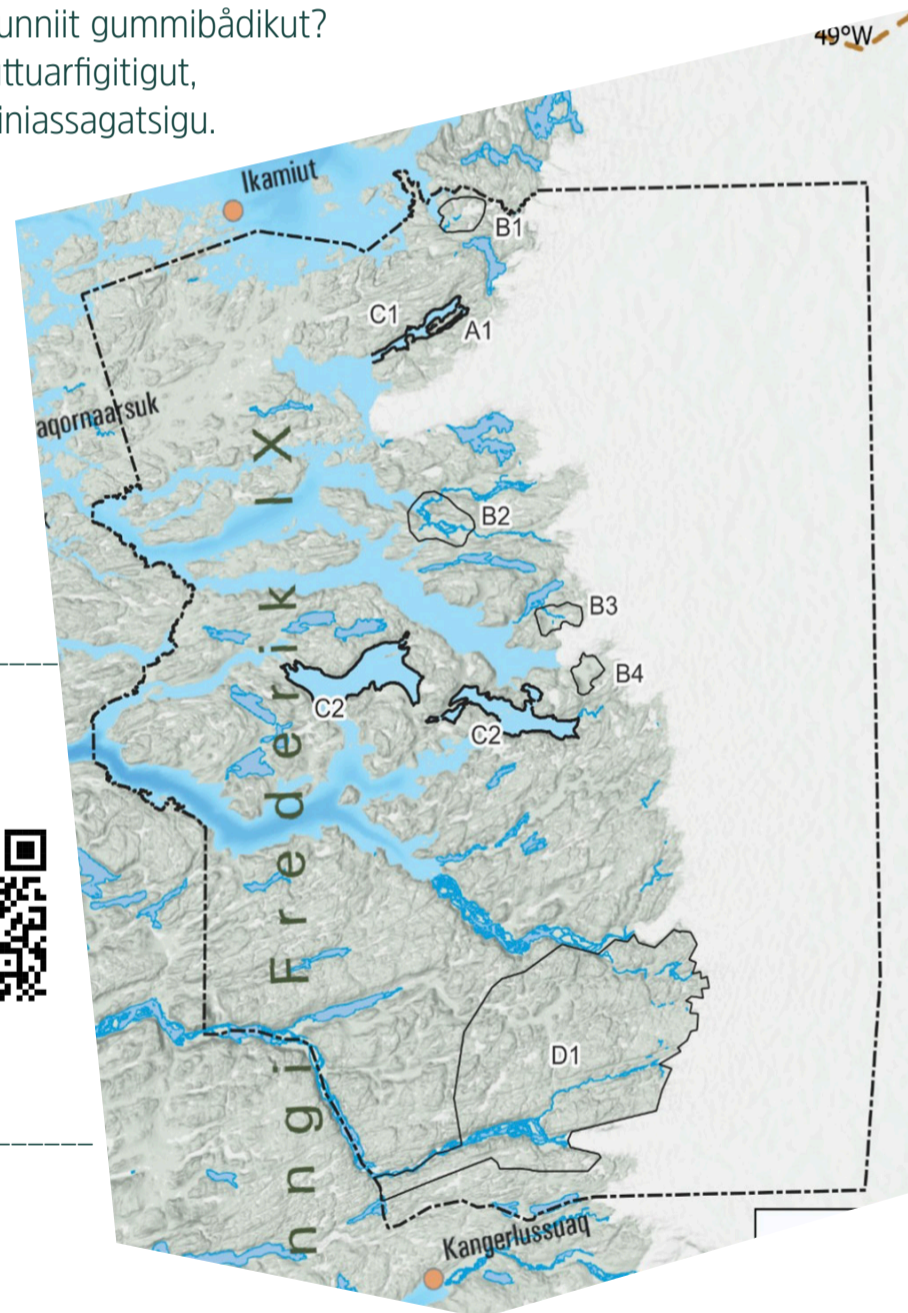 unniit gummibådikut?
ttuarfigitigut,
iniassagatsigu.
49°W
Ikamiut
B1
C1
A1
aqornaarsuk
B2
B3
B4
C2
C2
D1
Kangerlussuaq
ngi Frederik IX